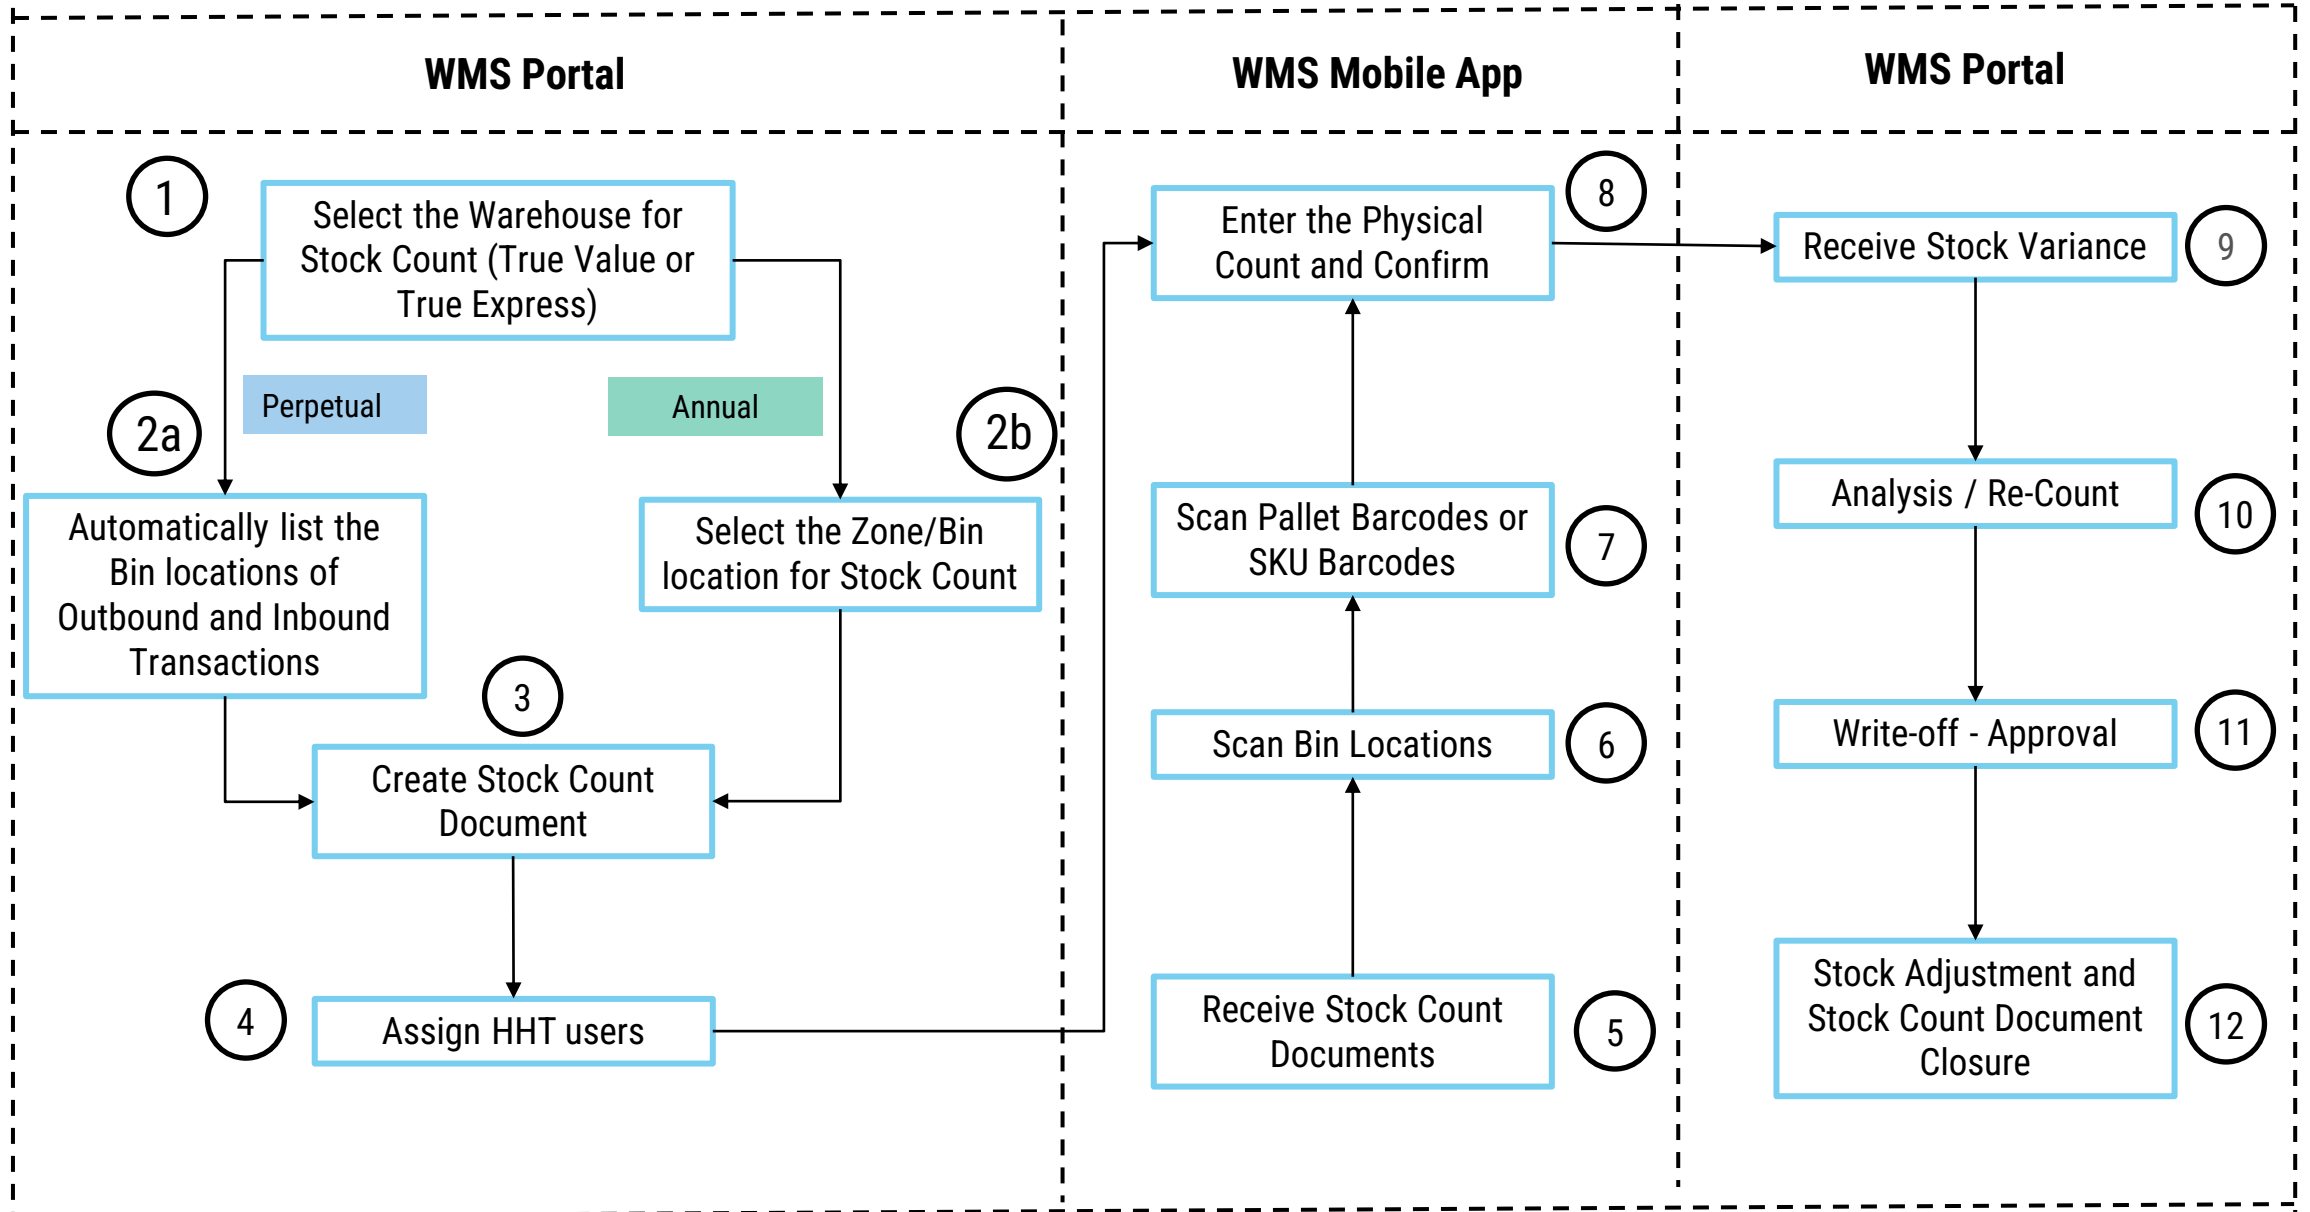 WMS Portal
WMS Mobile App
WMS Portal
1
Select the Warehouse for
Stock Count (True Value or
True Express)
Perpetual
Annual
2a
2b
Automatically list the
Bin locations of
Outbound and Inbound
Transactions
Select the Zone/Bin
location for Stock Count
3
Create Stock Count
Document
4
Assign HHT users
8
Enter the Physical
Count and Confirm
Scan Pallet Barcodes or
SKU Barcodes
7
Scan Bin Locations
6
Receive Stock Count
Documents
5
Receive Stock Variance
9
Analysis / Re-Count
10
Write-off - Approval
11
Stock Adjustment and
Stock Count Document
Closure
12